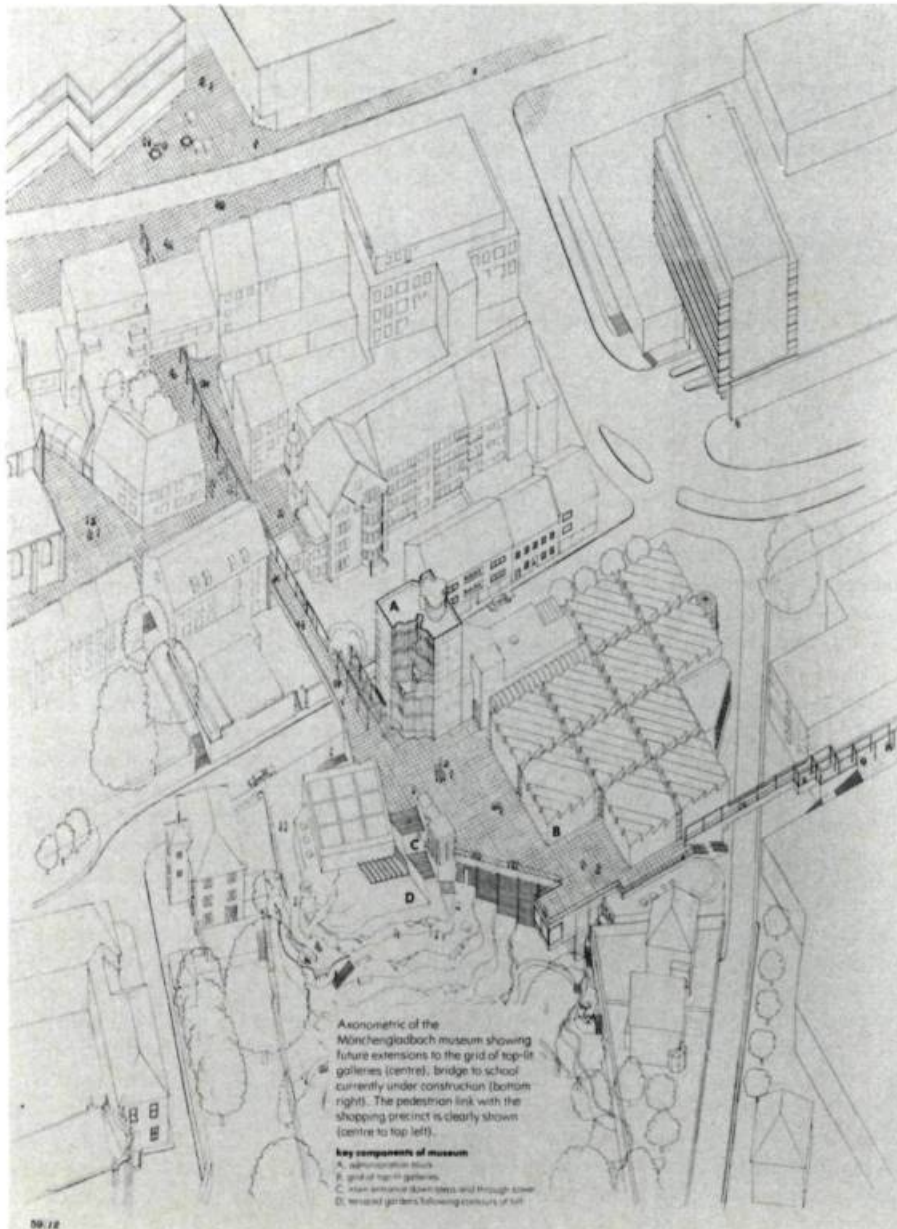 A
B
C
D
Axonometric of the
Mönchengladbach museum showing
future extensions to the grid of top-lit
galleries (centre), bridge to school
currently under construction (bottom
right). The pedestrian link with the
shopping precinct is clearly shown
(centre to top left).
key components of museum
A, administration tower
B, grid of top-lit galleries
C, main entrance down steps and through tower
D, terraced gardens following contours of hill